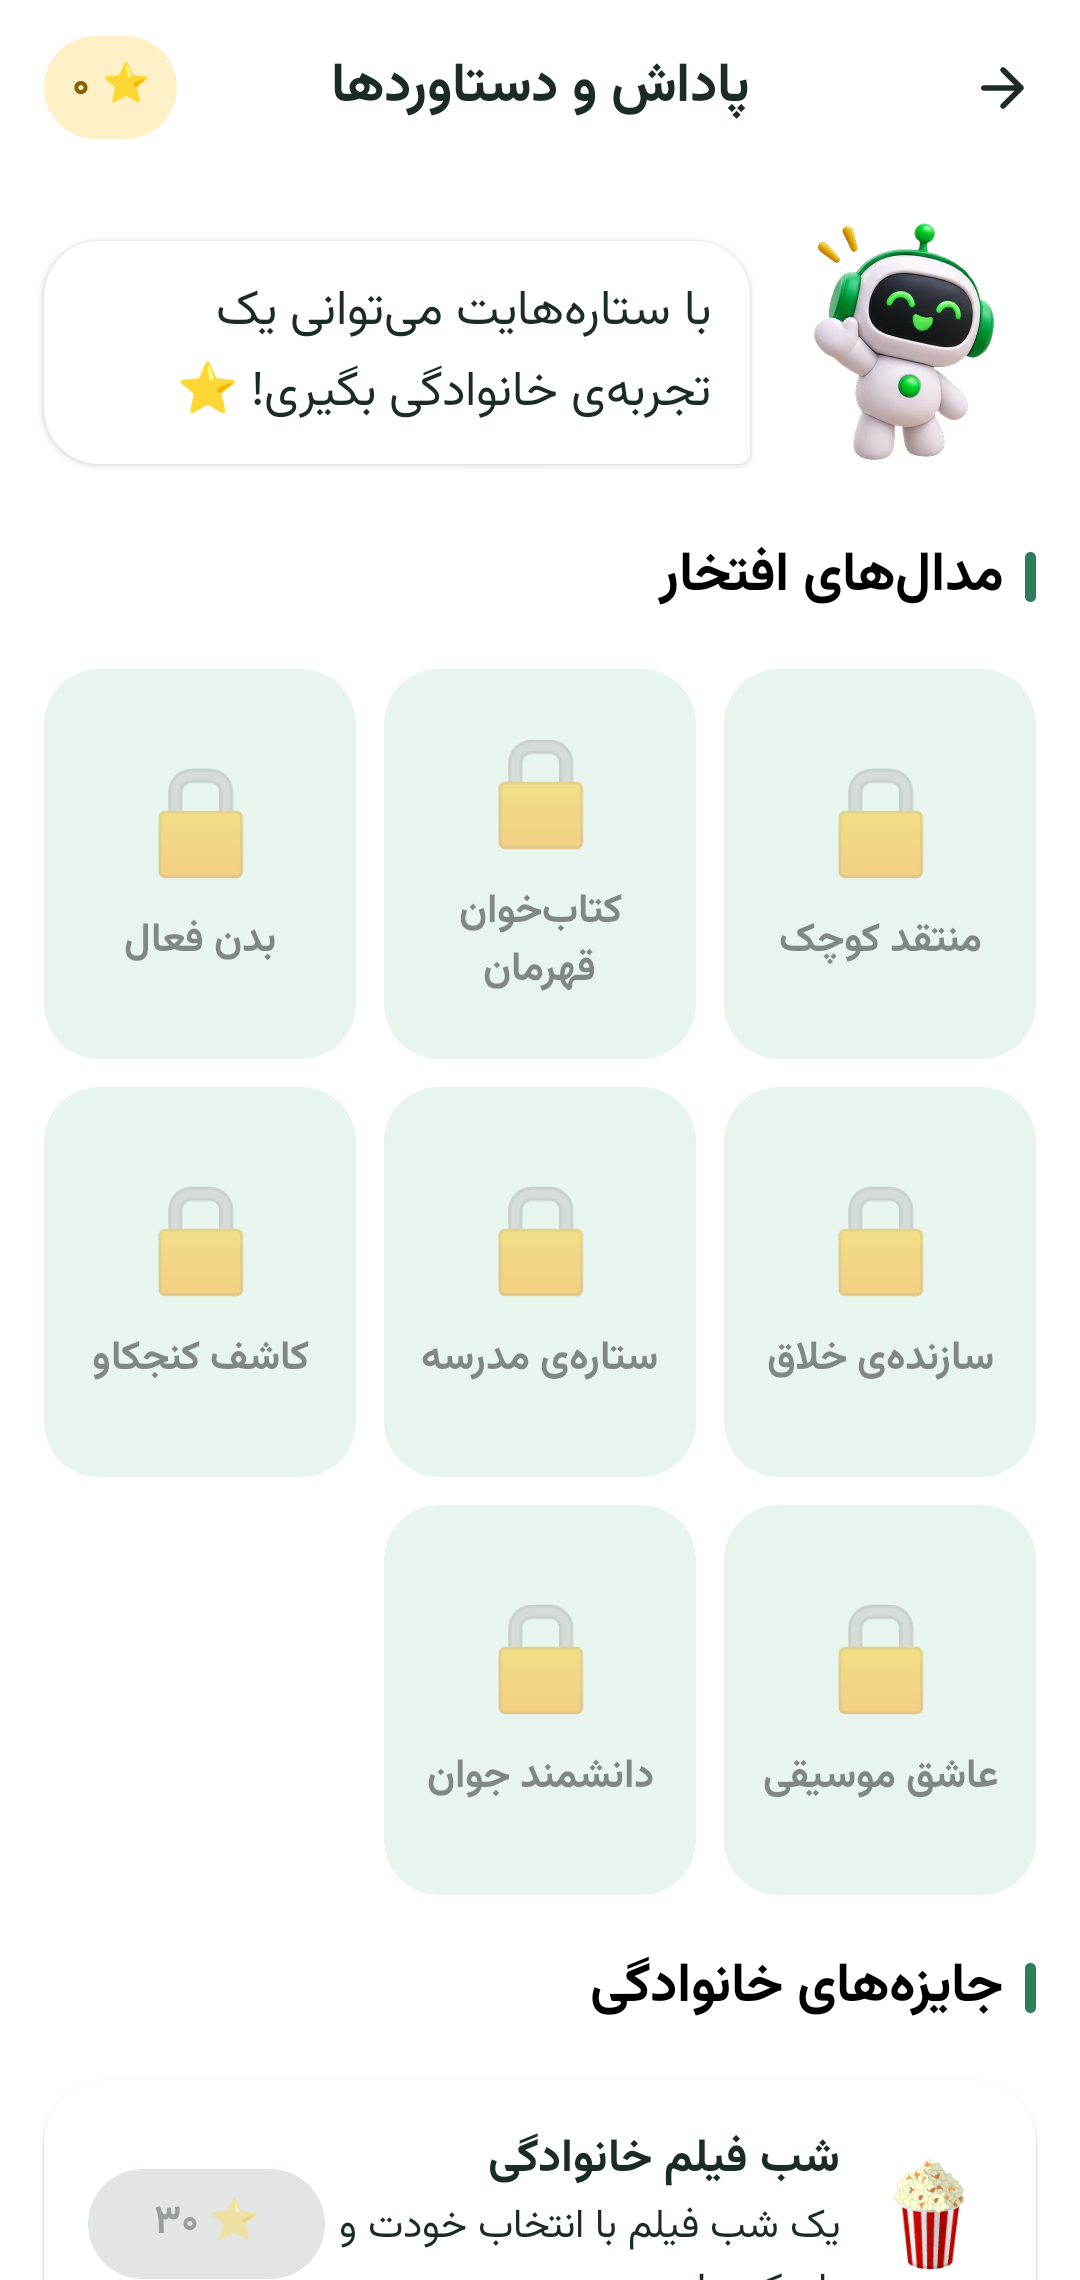 پاداش و دستاوردها
۰
با ستاره‌هایت می‌توانی یک
تجربه‌ی خانوادگی بگیری!
مدال‌های افتخار
منتقد کوچک
کتاب‌خوان
قهرمان
بدن فعال
سازنده‌ی خلاق
ستاره‌ی مدرسه
کاشف کنجکاو
عاشق موسیقی
دانشمند جوان
جایزه‌های خانوادگی
شب فیلم خانوادگی
یک شب فیلم با انتخاب خودت و
۳۰